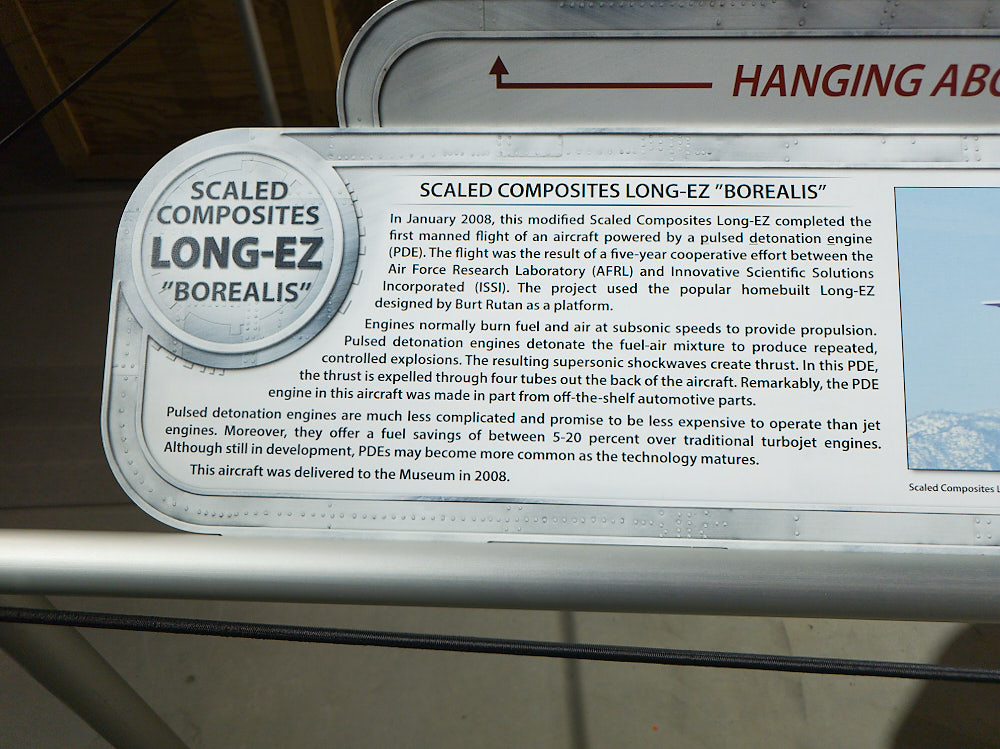 HANGING
SCALED
COMPOSITES
LONG-EZ
"BOREALIS"
SCALED COMPOSITES LONG-EZ "BOREALIS"
In January 2008, this modified Scaled Composites Long-EZ completed the
first manned flight of an aircraft powered by a pulsed detonation engine
(PDE). The flight was the result of a five-year cooperative effort between the
Air Force Research Laboratory (AFRL) and Innovative Scientific Solutions
Incorporated (ISSI). The project used the popular homebuilt Long-EZ
designed by Burt Rutan as a platform.
Engines normally burn fuel and air at subsonic speeds to provide propulsion.
Pulsed detonation engines detonate the fuel-air mixture to produce repeated,
controlled explosions. The resulting supersonic shockwaves create thrust. In this PDE,
the thrust is expelled through four tubes out the back of the aircraft. Remarkably, the PDE
engine in this aircraft was made in part from off-the-shelf automotive parts.
Pulsed detonation engines are much less complicated and promise to be less expensive to operate than jet
engines. Moreover, they offer a fuel savings of between 5-20 percent over traditional turbojet engines.
Although still in development, PDEs may become more common as the technology matures.
This aircraft was delivered to the Museum in 2008.
Scaled Composites